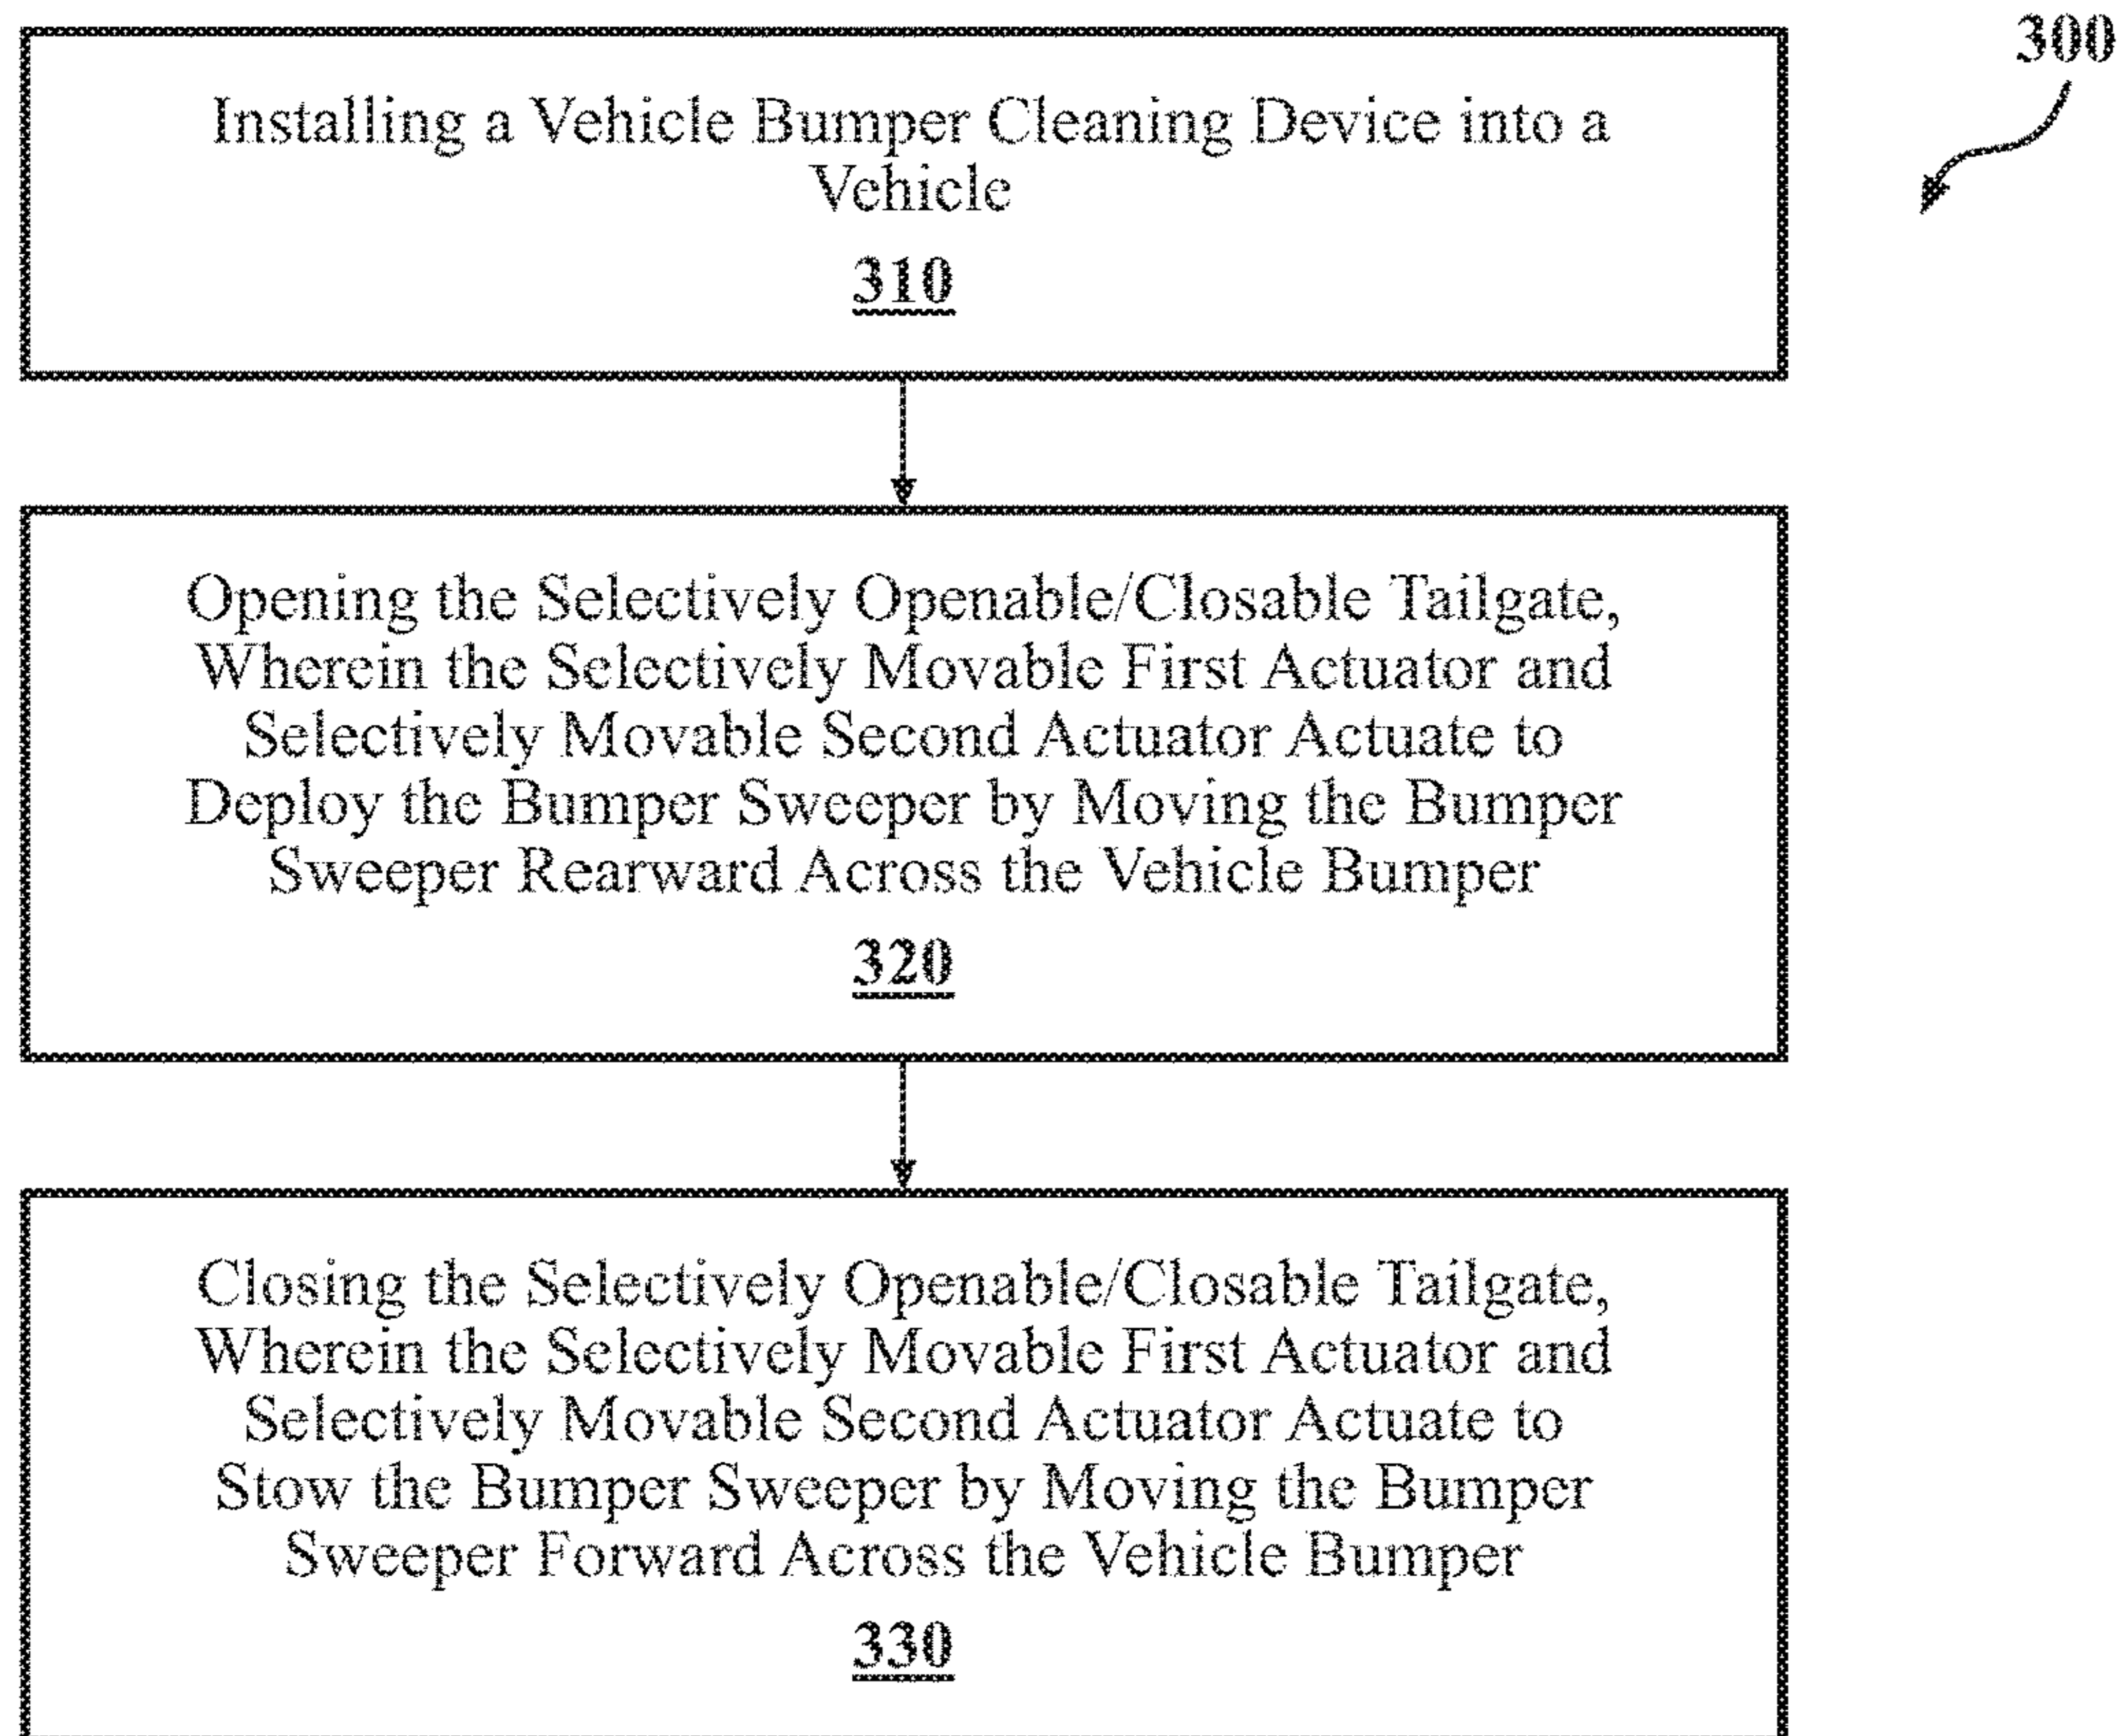 300
Installing a Vehicle Bumper Cleaning Device into a
Vehicle
310
Opening the Selectively Openable/Closable Tailgate,
Wherein the Selectively Movable First Actuator and
Selectively Movable Second Actuator Actuate to
Deploy the Bumper Sweeper by Moving the Bumper
Sweeper Rearward Across the Vehicle Bumper
320
Closing the Selectively Openable/Closable Tailgate,
Wherein the Selectively Movable First Actuator and
Selectively Movable Second Actuator Actuate to
Stow the Bumper Sweeper by Moving the Bumper
Sweeper Forward Across the Vehicle Bumper
330